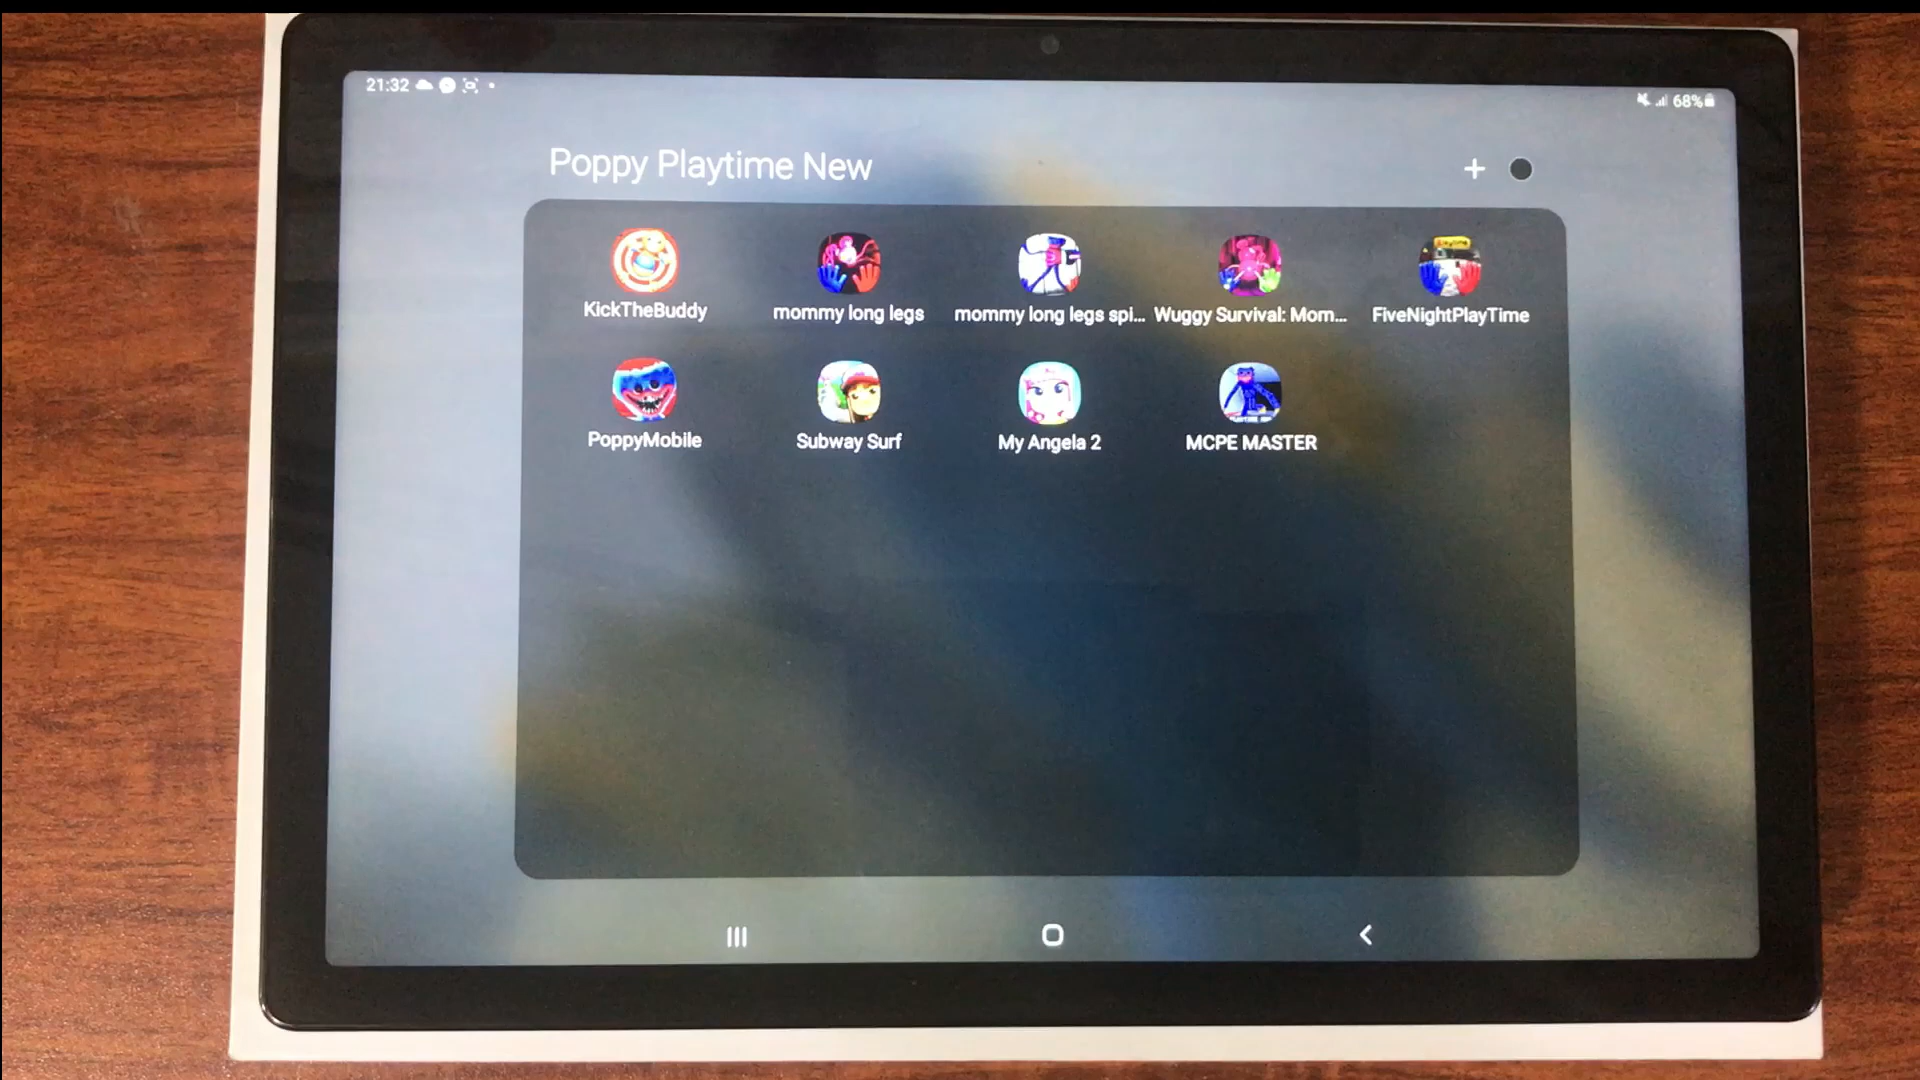 21:32
68%
Poppy Playtime New
KickTheBuddy
mommy long legs
mommy long legs spi...
Wuggy Survival: Mom...
FiveNightPlayTime
PoppyMobile
Subway Surf
My Angela 2
MCPE MASTER